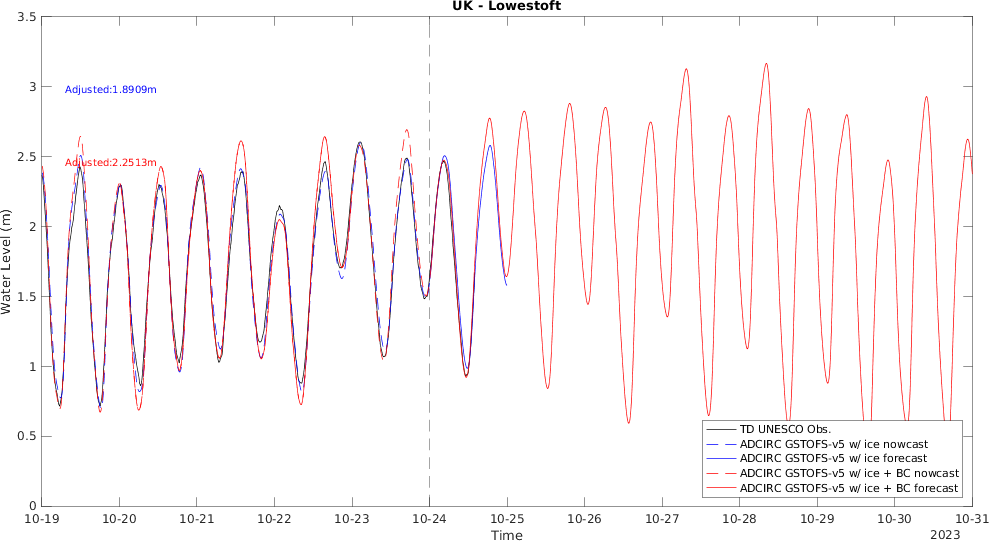 UK - Lowestoft
3.5
3
2.5
2
1.5
1
0.5
0
Water Level (m)
Adjusted:1.8909m
Adjusted:2.2513m
TD UNESCO Obs.
ADCIRC GSTOFS-v5 w/ ice nowcast
ADCIRC GSTOFS-v5 w/ ice forecast
ADCIRC GSTOFS-v5 w/ ice + BC nowcast
ADCIRC GSTOFS-v5 w/ ice + BC forecast
10-19 10-20 10-21 10-22 10-23 10-24 10-25 10-26 10-27 10-28 10-29 10-30 10-31
Time
2023